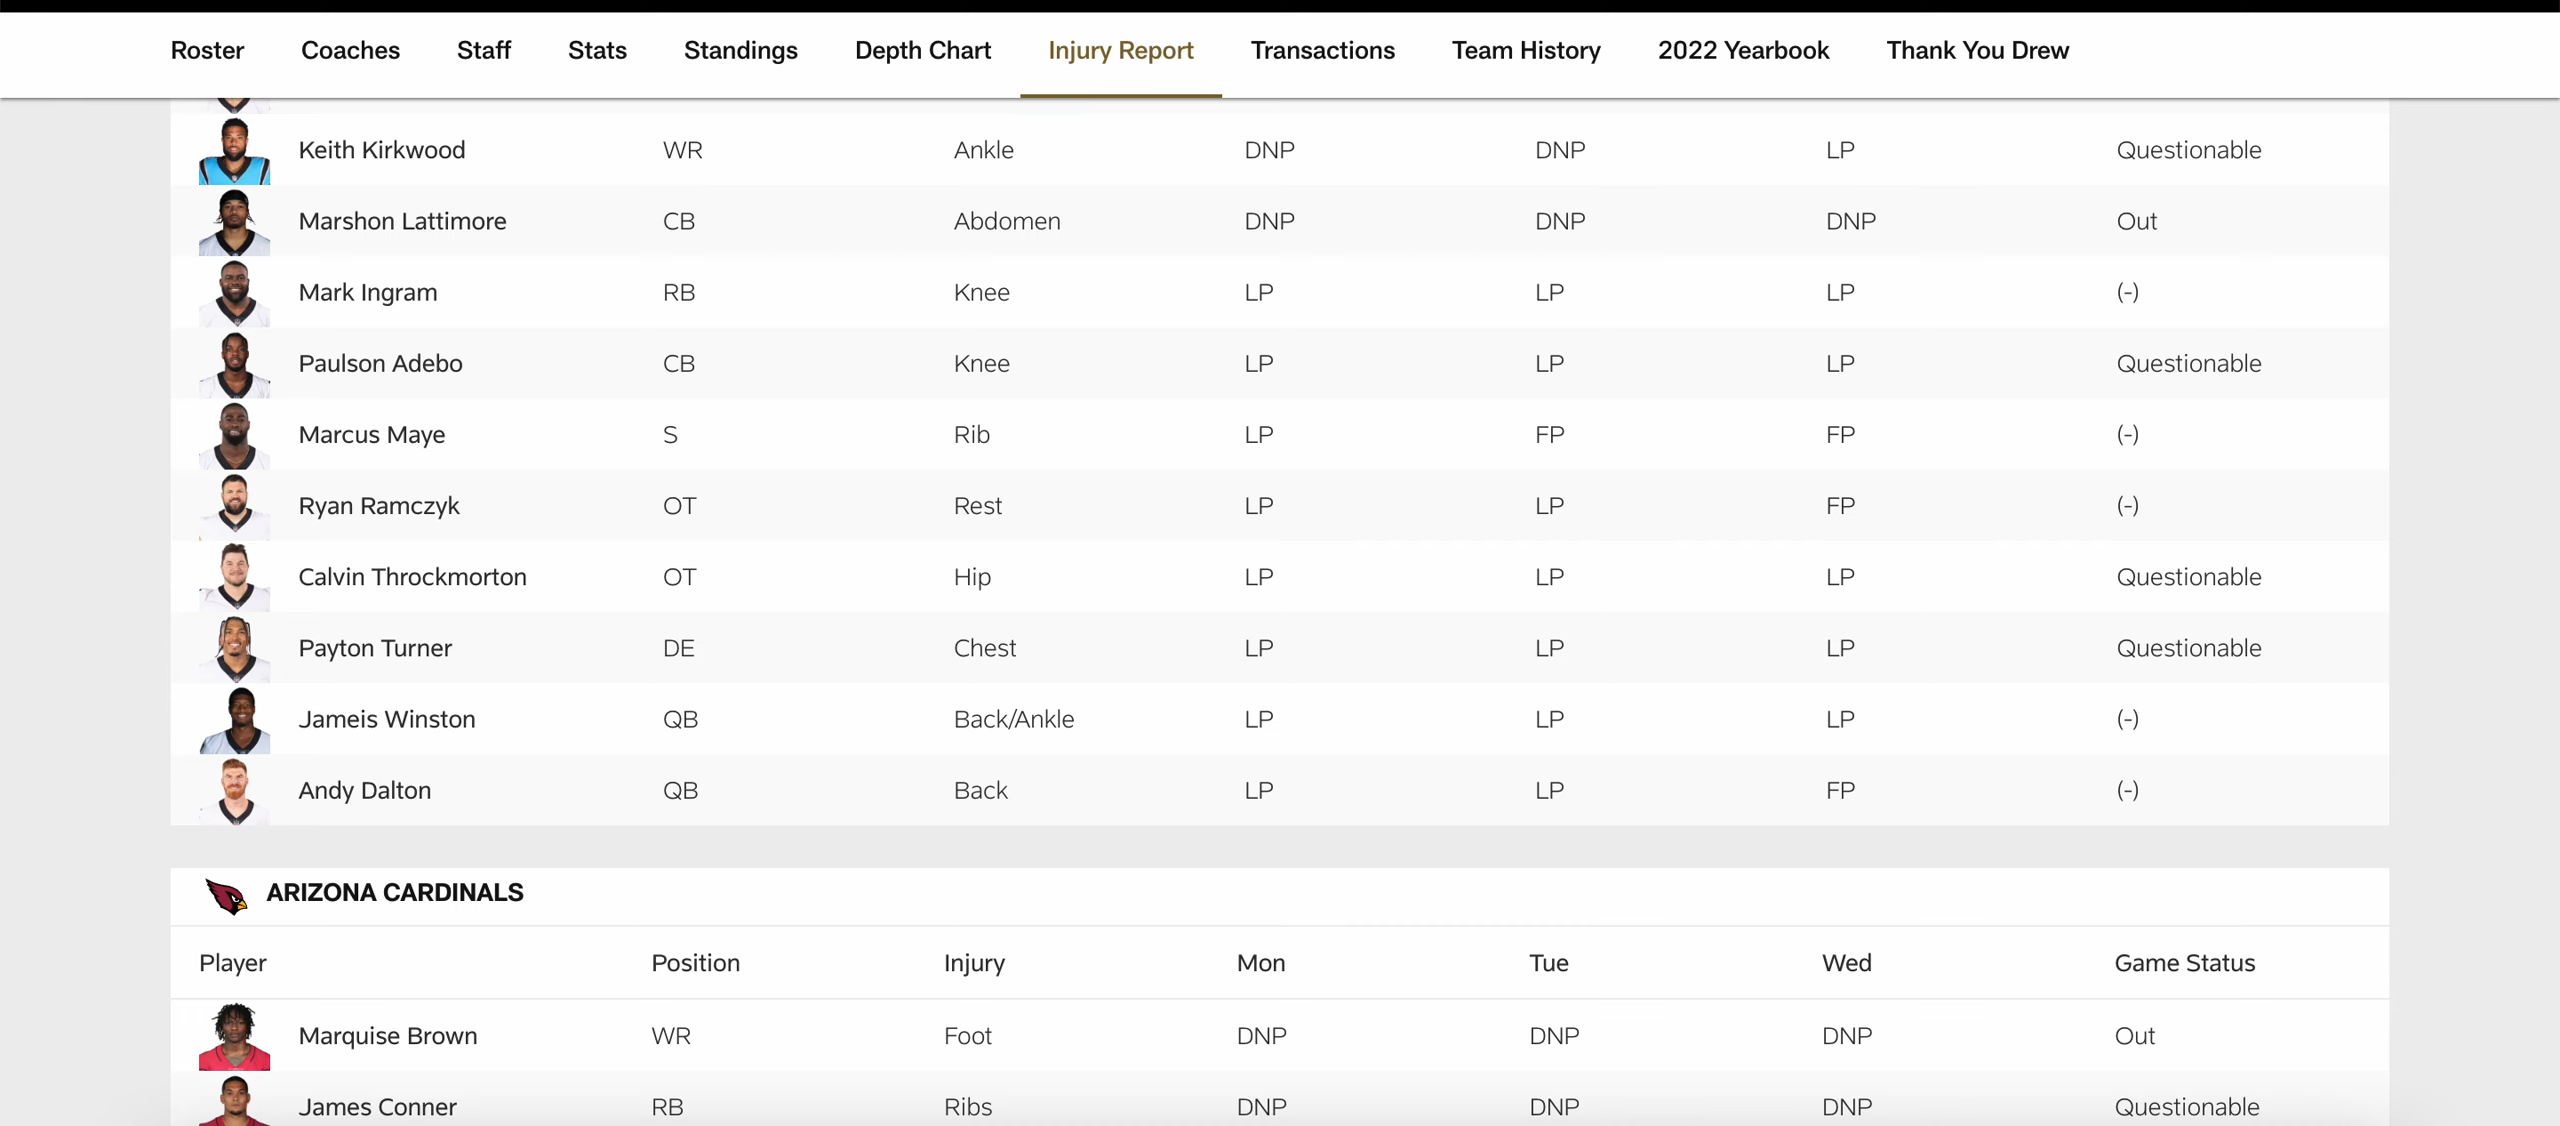 Roster Coaches Staff Stats Standings Depth Chart Injury Report Transactions Team History 2022 Yearbook Thank You Drew
Keith Kirkwood WR Ankle DNP DNP LP Questionable
Marshon Lattimore CB Abdomen DNP DNP DNP Out
Mark Ingram RB Knee LP LP LP (-)
Paulson Adebo CB Knee LP LP LP Questionable
Marcus Maye S Rib LP FP FP (-)
Ryan Ramczyk OT Rest LP LP FP (-)
Calvin Throckmorton OT Hip LP LP LP Questionable
Payton Turner DE Chest LP LP LP Questionable
Jameis Winston QB Back/Ankle LP LP LP (-)
Andy Dalton QB Back LP LP FP (-)
ARIZONA CARDINALS
Player Position Injury Mon Tue Wed Game Status
Marquise Brown WR Foot DNP DNP DNP Out
James Conner RB Ribs DNP DNP DNP Questionable